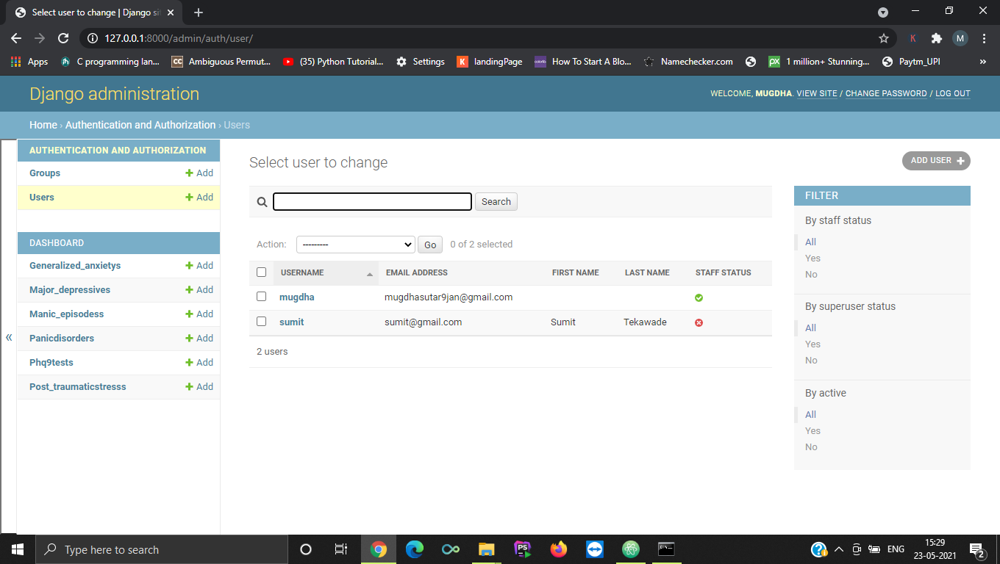 Select user to change | Django si
127.0.0.1:8000/admin/auth/user/
K
M
Apps
C programming lan...
CC Ambiguous Permut...
(35) Python Tutorial...
Settings
K landingPage
How To Start A Blo...
Namechecker.com
px 1 million+ Stunning...
Paytm_UPI
»
Django administration
WELCOME, MUGDHA. VIEW SITE / CHANGE PASSWORD / LOG OUT
Home › Authentication and Authorization › Users
AUTHENTICATION AND AUTHORIZATION
Groups + Add
Users + Add
DASHBOARD
Generalized_anxietys + Add
Major_depressives + Add
Manic_episodess + Add
Panicdisorders + Add
Phq9tests + Add
Post_traumaticstresss + Add
«
Select user to change
ADD USER +
Search
Action: --------- Go 0 of 2 selected
USERNAME EMAIL ADDRESS FIRST NAME LAST NAME STAFF STATUS
mugdha mugdhasutar9jan@gmail.com
sumit sumit@gmail.com Sumit Tekawade
2 users
FILTER
By staff status
All
Yes
No
By superuser status
All
Yes
No
By active
All
Yes
No
Type here to search
PS
ENG
15:29
23-05-2021
2